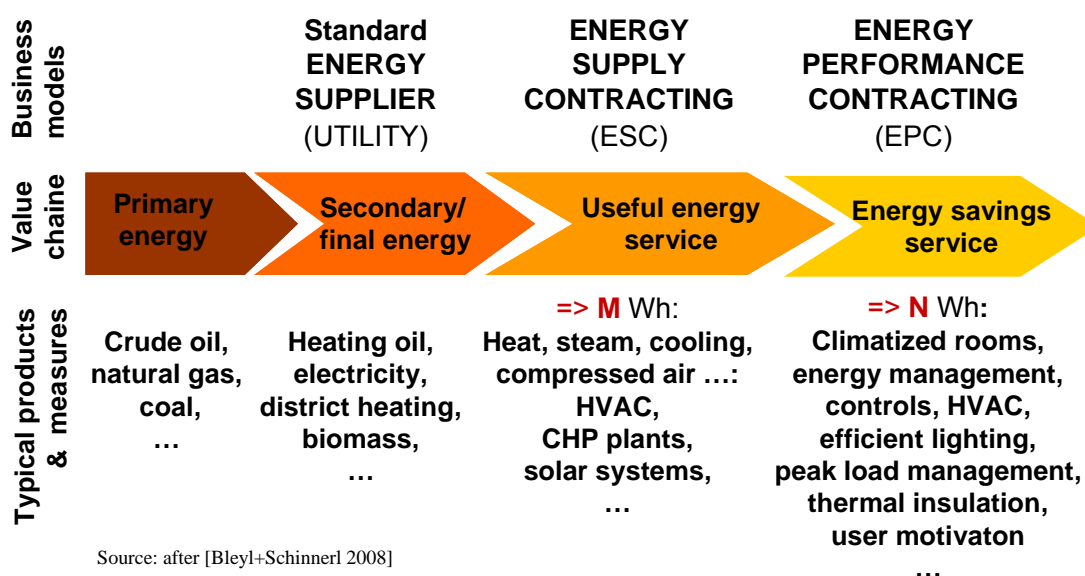 Business
models
Standard
ENERGY
SUPPLIER
(UTILITY)
ENERGY
SUPPLY
CONTRACTING
(ESC)
ENERGY
PERFORMANCE
CONTRACTING
(EPC)
Value
chaine
Primary
energy
Secondary/
final energy
Useful energy
service
Energy savings
service
Typical products
& measures
Crude oil,
natural gas,
coal,
…
Heating oil,
electricity,
district heating,
biomass,
…
=> M Wh:
Heat, steam, cooling,
compressed air …:
HVAC,
CHP plants,
solar systems,
…
=> N Wh:
Climatized rooms,
energy management,
controls, HVAC,
efficient lighting,
peak load management,
thermal insulation,
user motivaton
…
Source: after [Bleyl+Schinnerl 2008]